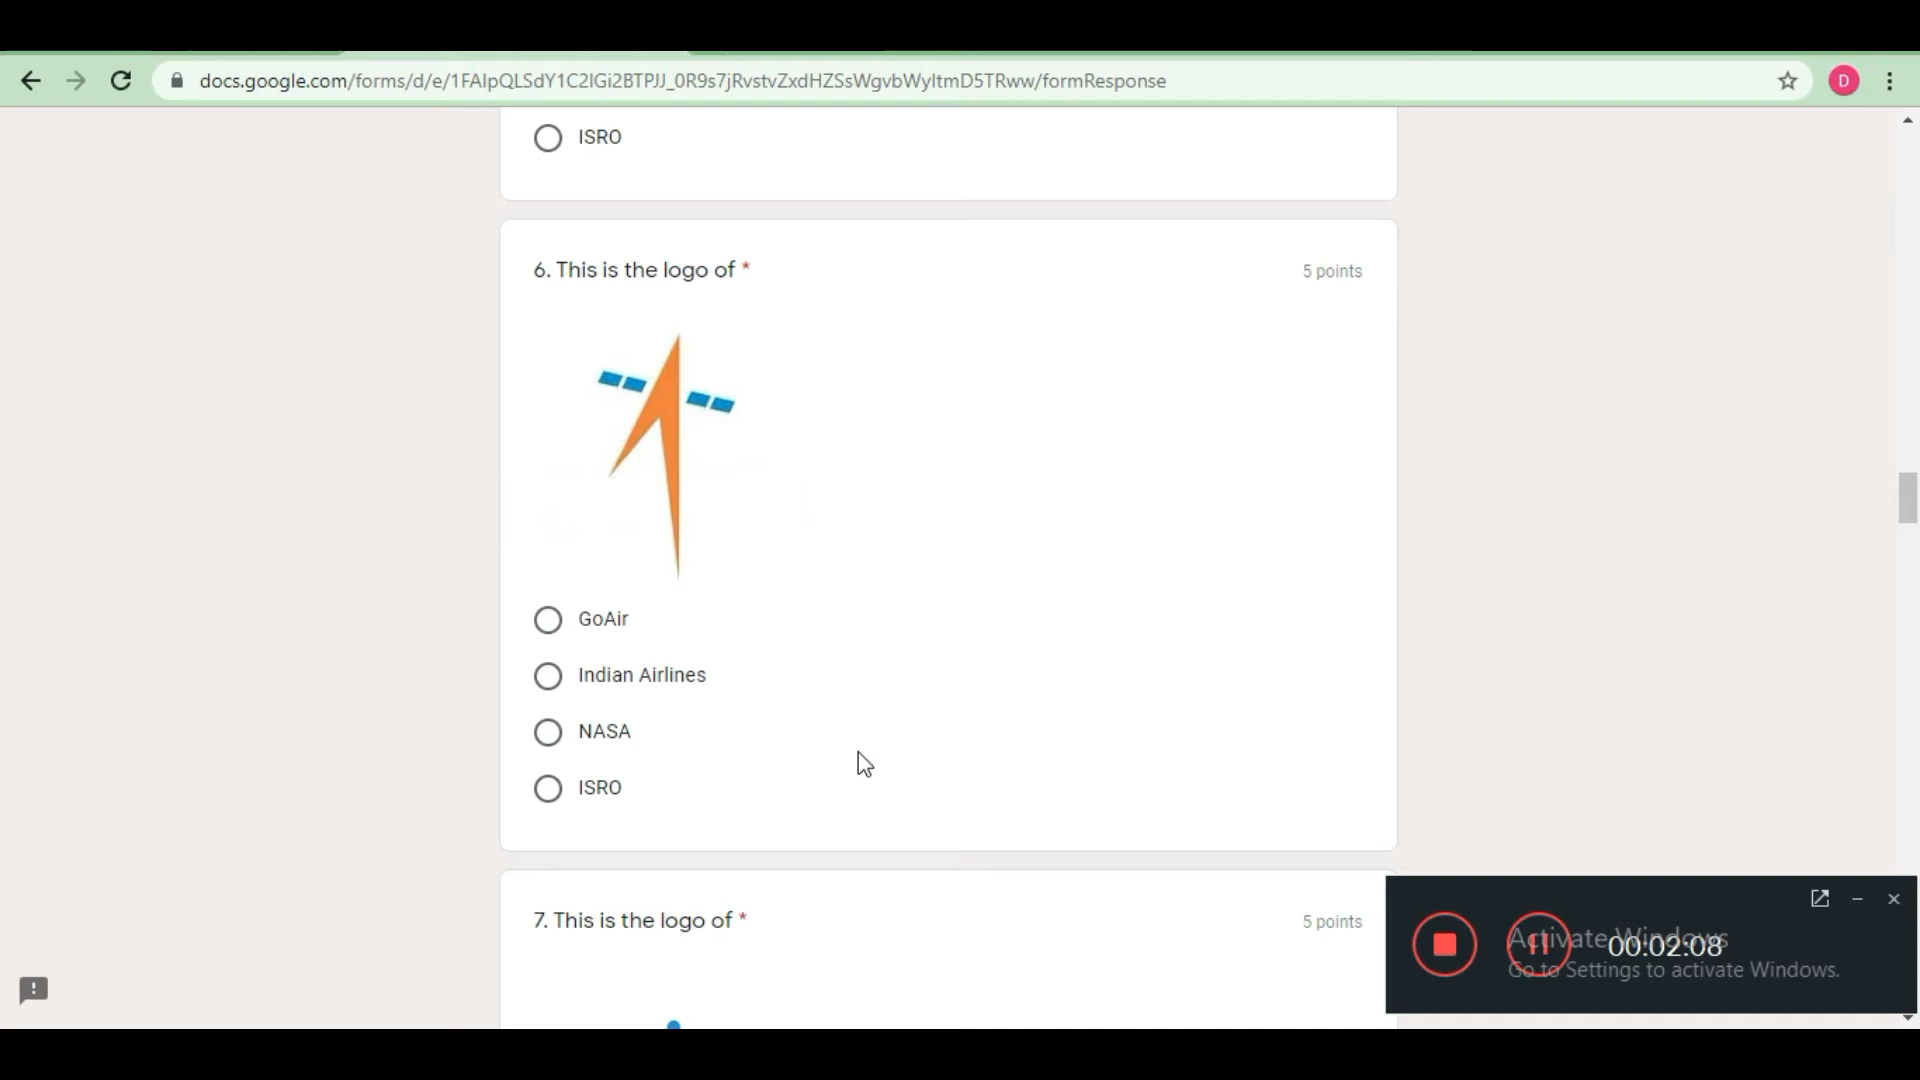 docs.google.com/forms/d/e/1FAIpQLSdY1C2IGi2BTPJJ_0R9s7jRvstvZxdHZSsWgvbWyItmD5TRww/formResponse
D
ISRO
6. This is the logo of *
5 points
GoAir
Indian Airlines
NASA
ISRO
7. This is the logo of *
5 points
Activate Windows
00:02:08
Go to Settings to activate Windows.